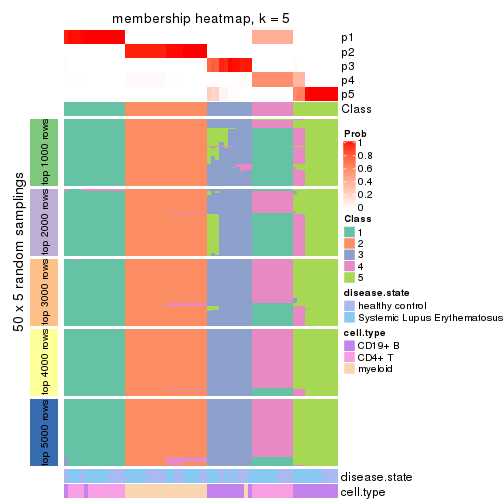 membership heatmap, k = 5
p1
p2
p3
p4
p5
Class
50 x 5 random samplings
top 1000 rows
top 2000 rows
top 3000 rows
top 4000 rows
top 5000 rows
Prob
1
0.8
0.6
0.4
0.2
0
Class
1
2
3
4
5
disease.state
healthy control
Systemic Lupus Erythematosus
cell.type
CD19+ B
CD4+ T
myeloid
disease.state
cell.type